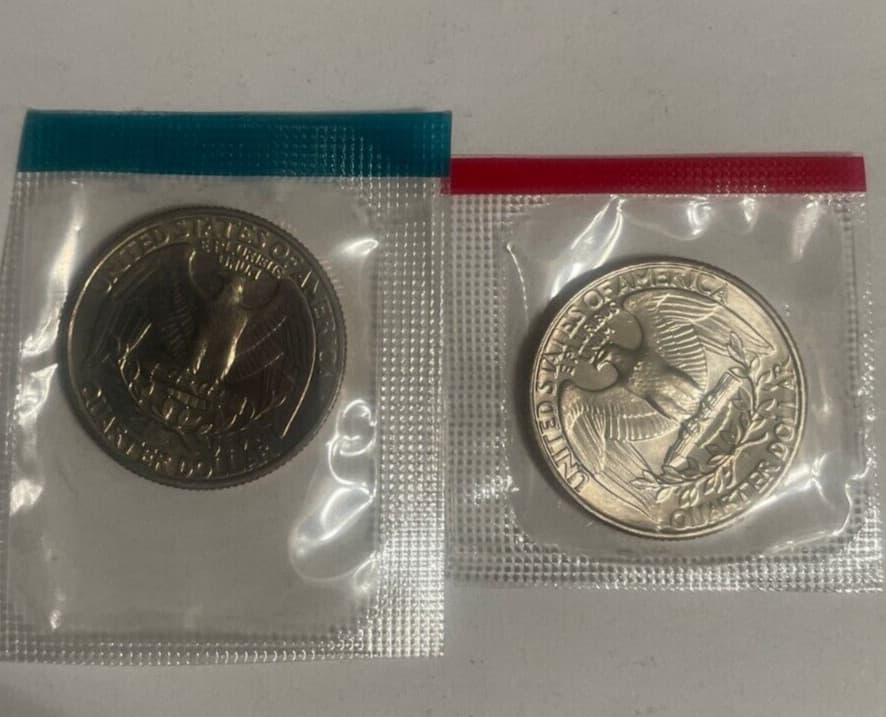 UNITED STATES OF AMERICA
E PLURIBUS
UNUM
QUARTER DOLLAR
UNITED STATES OF AMERICA
E PLURIBUS
UNUM
QUARTER DOLLAR